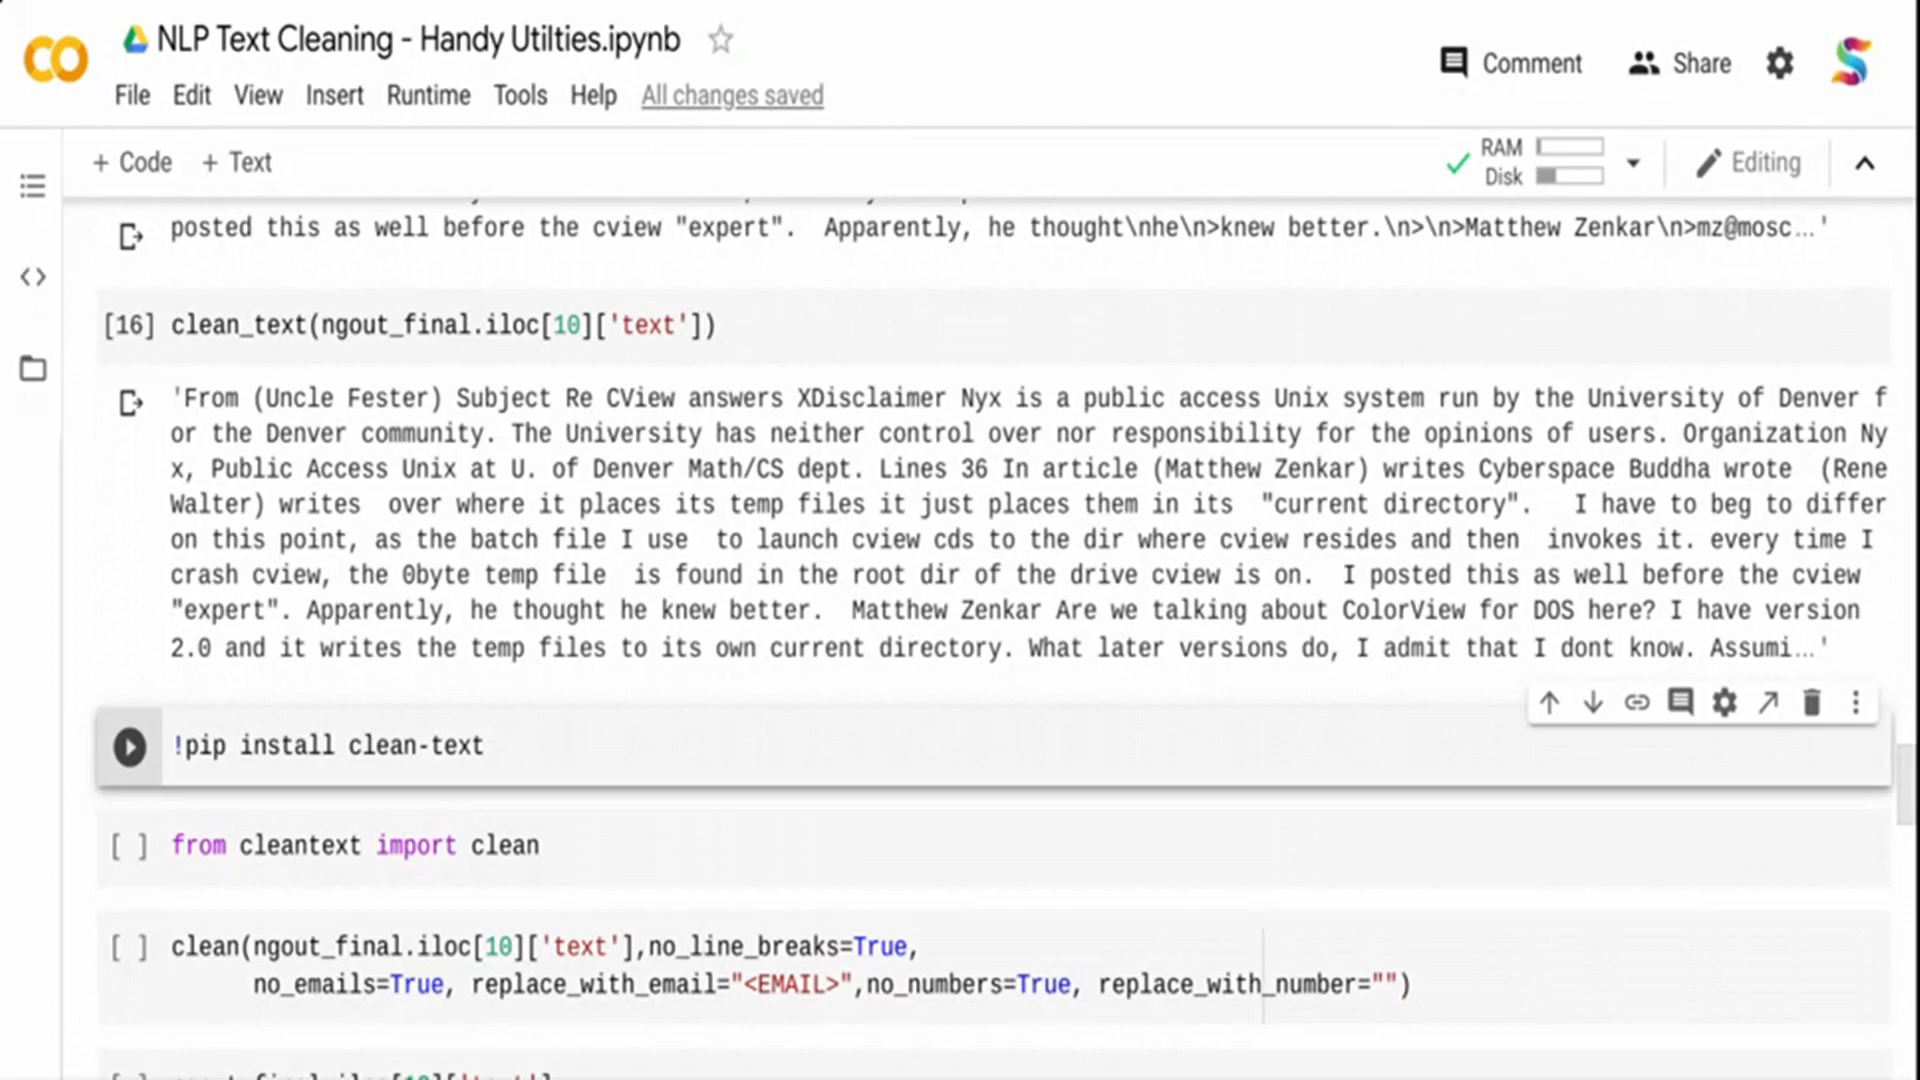 NLP Text Cleaning - Handy Utilties.ipynb
File Edit View Insert Runtime Tools Help All changes saved
Comment Share
+ Code + Text
RAM
Disk
Editing
posted this as well before the cview "expert".  Apparently, he thought\nhe\n>knew better.\n>\n>Matthew Zenkar\n>mz@mosc…'
[16] clean_text(ngout_final.iloc[10]['text'])
'From (Uncle Fester) Subject Re CView answers XDisclaimer Nyx is a public access Unix system run by the University of Denver f
or the Denver community. The University has neither control over nor responsibility for the opinions of users. Organization Ny
x, Public Access Unix at U. of Denver Math/CS dept. Lines 36 In article (Matthew Zenkar) writes Cyberspace Buddha wrote  (Rene
Walter) writes  over where it places its temp files it just places them in its  "current directory".   I have to beg to differ
on this point, as the batch file I use  to launch cview cds to the dir where cview resides and then  invokes it. every time I
crash cview, the 0byte temp file  is found in the root dir of the drive cview is on.  I posted this as well before the cview
"expert". Apparently, he thought he knew better.  Matthew Zenkar Are we talking about ColorView for DOS here? I have version
2.0 and it writes the temp files to its own current directory. What later versions do, I admit that I dont know. Assumi…'
!pip install clean-text
[ ] from cleantext import clean
[ ] clean(ngout_final.iloc[10]['text'],no_line_breaks=True,
no_emails=True, replace_with_email="<EMAIL>",no_numbers=True, replace_with_number="")